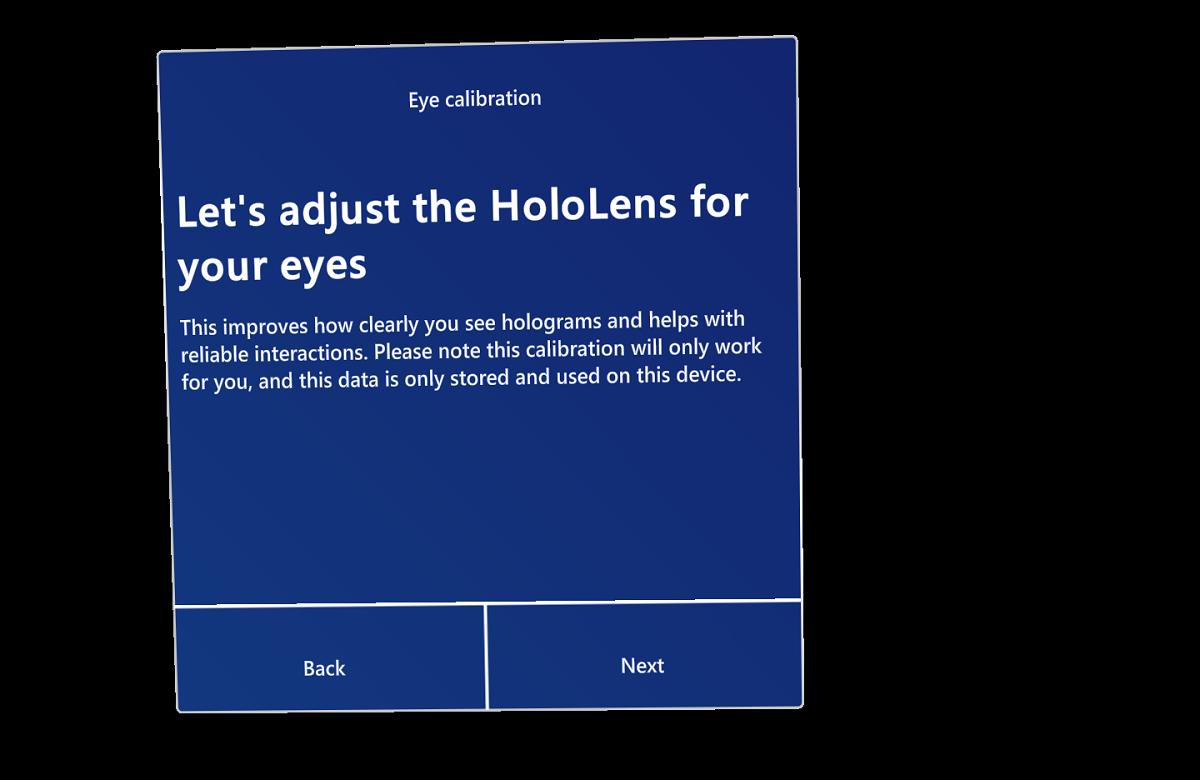 Eye calibration
Let's adjust the HoloLens for
your eyes
This improves how clearly you see holograms and helps with
reliable interactions. Please note this calibration will only work
for you, and this data is only stored and used on this device.
Back
Next